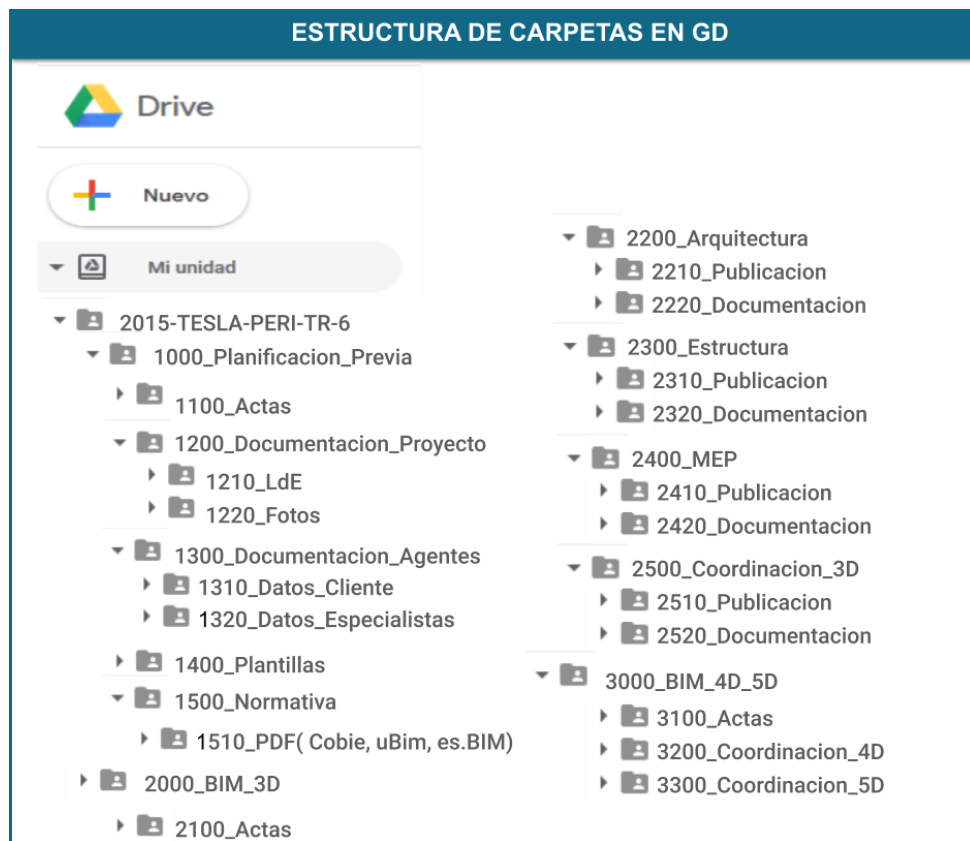 ESTRUCTURA DE CARPETAS EN GD
Drive
Nuevo
Mi unidad
2015-TESLA-PERI-TR-6
1000_Planificacion_Previa
1100_Actas
1200_Documentacion_Proyecto
1210_LdE
1220_Fotos
1300_Documentacion_Agentes
1310_Datos_Cliente
1320_Datos_Especialistas
1400_Plantillas
1500_Normativa
1510_PDF( Cobie, uBim, es.BIM)
2000_BIM_3D
2100_Actas
2200_Arquitectura
2210_Publicacion
2220_Documentacion
2300_Estructura
2310_Publicacion
2320_Documentacion
2400_MEP
2410_Publicacion
2420_Documentacion
2500_Coordinacion_3D
2510_Publicacion
2520_Documentacion
3000_BIM_4D_5D
3100_Actas
3200_Coordinacion_4D
3300_Coordinacion_5D